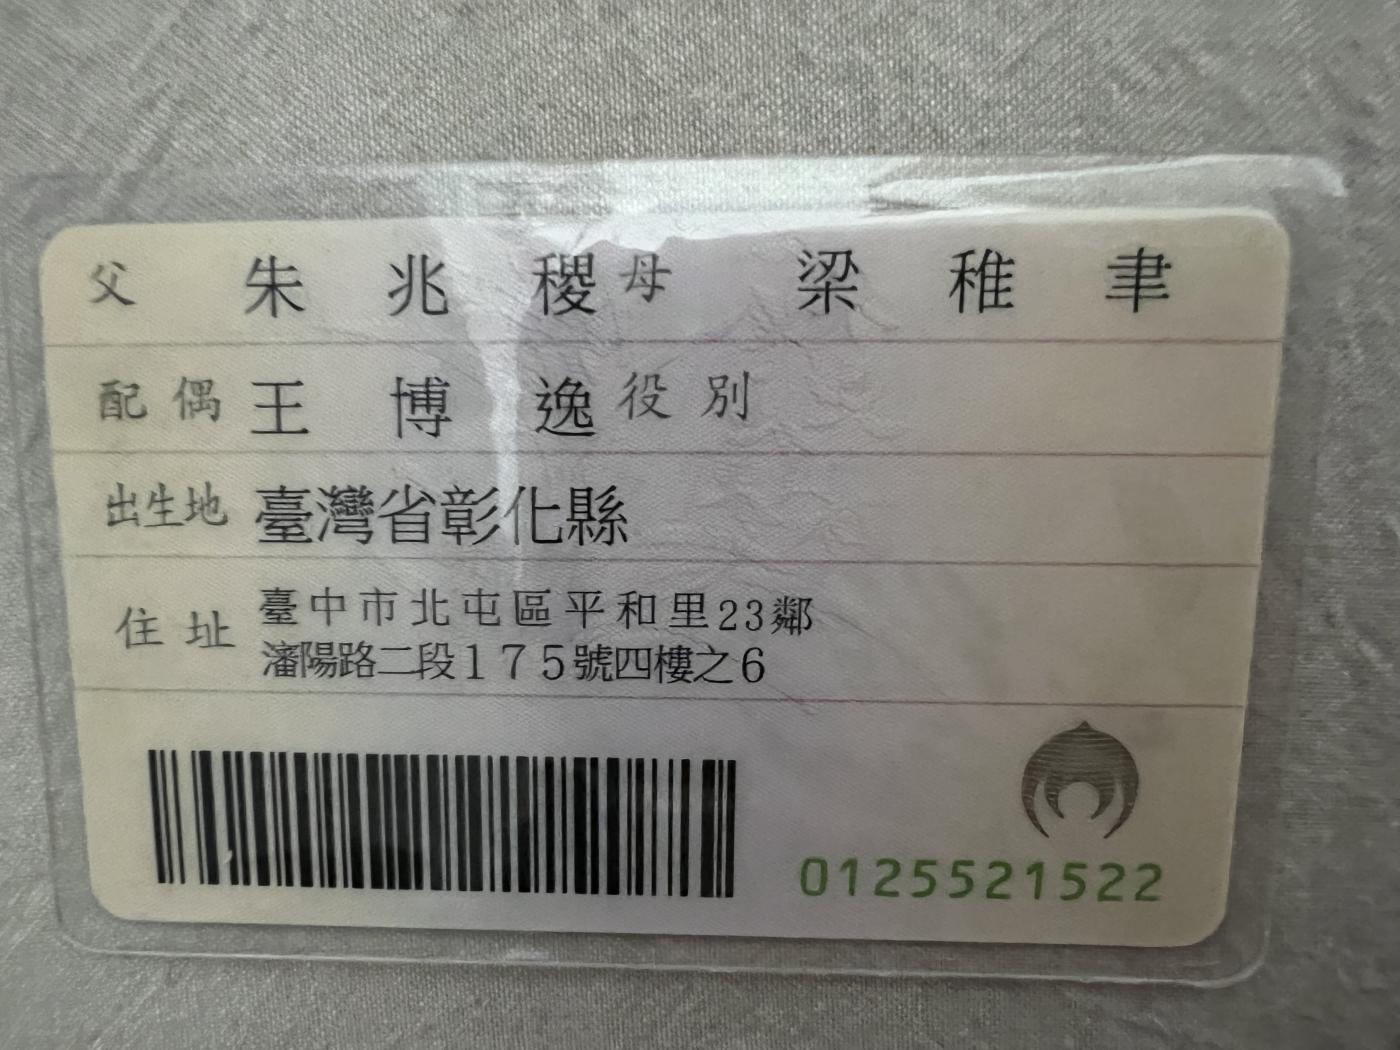 父 朱兆稷 母 梁稚聿
配偶 王博逸 役別
出生地 臺灣省彰化縣
住址 臺中市北屯區平和里23鄰
瀋陽路二段175號四樓之6
0125521522